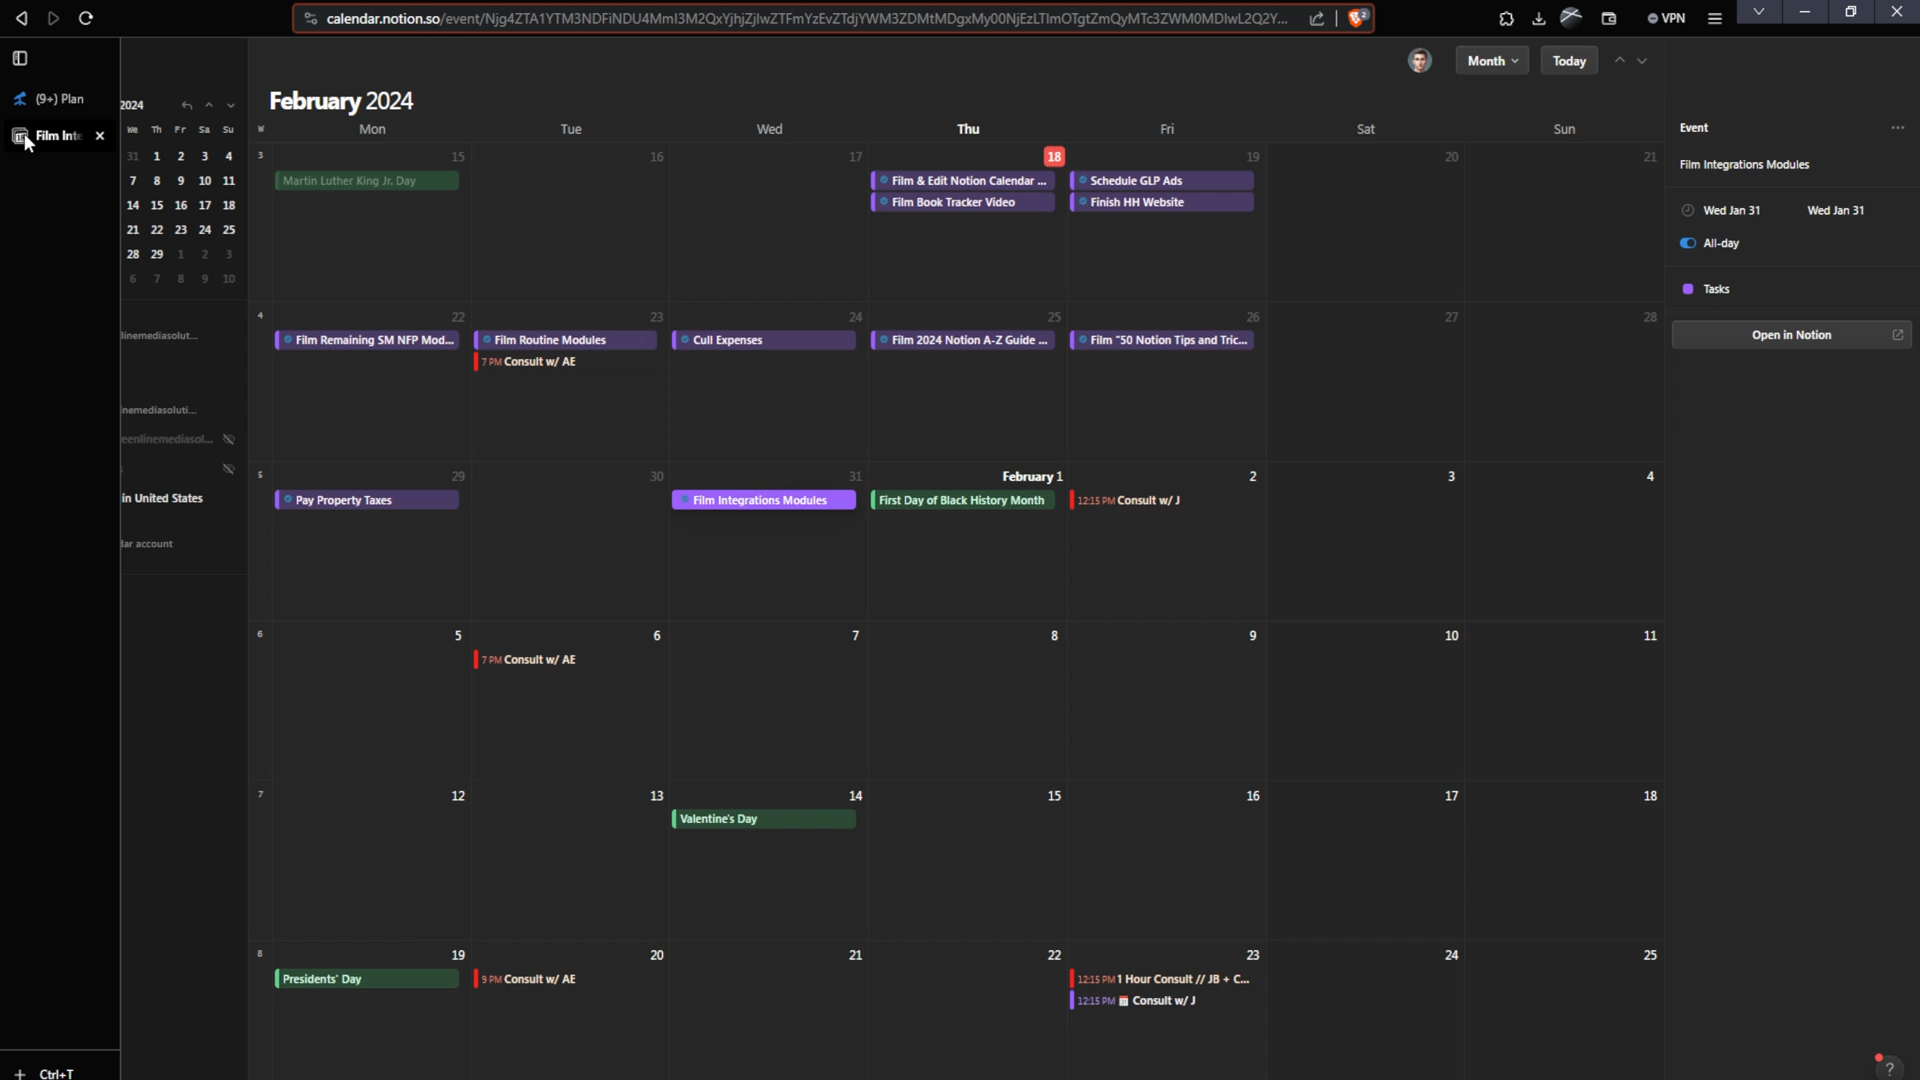 calendar.notion.so/event/Njg4ZTA1YTM3NDFiNDU4MmI3M2QxYjhjZjIwZTFmYzEvZTdjYWM3ZDMtMDgxMy00NjEzLTlmOTgtZmQyMTc3ZWM0MDIwL2Q2Y...
2
VPN
(9+) Plan
Film Inte
2024
We Th Fr Sa Su
31 1 2 3 4
7 8 9 10 11
14 15 16 17 18
21 22 23 24 25
28 29 1 2 3
6 7 8 9 10
linemediasolut...
nemediasoluti...
eenlinemediasol...
s
in United States
lar account
Ctrl+T
Month
Today
February 2024
W Mon Tue Wed Thu Fri Sat Sun
3 15 16 17 18 19 20 21
Martin Luther King Jr. Day
Film & Edit Notion Calendar ...
Schedule GLP Ads
Film Book Tracker Video
Finish HH Website
4 22 23 24 25 26 27 28
Film Remaining SM NFP Mod...
Film Routine Modules
Cull Expenses
Film 2024 Notion A-Z Guide ...
Film "50 Notion Tips and Tric...
7 PM Consult w/ AE
5 29 30 31 February 1 2 3 4
Pay Property Taxes
Film Integrations Modules
First Day of Black History Month
12:15 PM Consult w/ J
6 5 6 7 8 9 10 11
7 PM Consult w/ AE
7 12 13 14 15 16 17 18
Valentine's Day
8 19 20 21 22 23 24 25
Presidents' Day
9 PM Consult w/ AE
12:15 PM 1 Hour Consult // JB + C...
12:15 PM Consult w/ J
Event
Film Integrations Modules
Wed Jan 31 Wed Jan 31
All-day
Tasks
Open in Notion
?